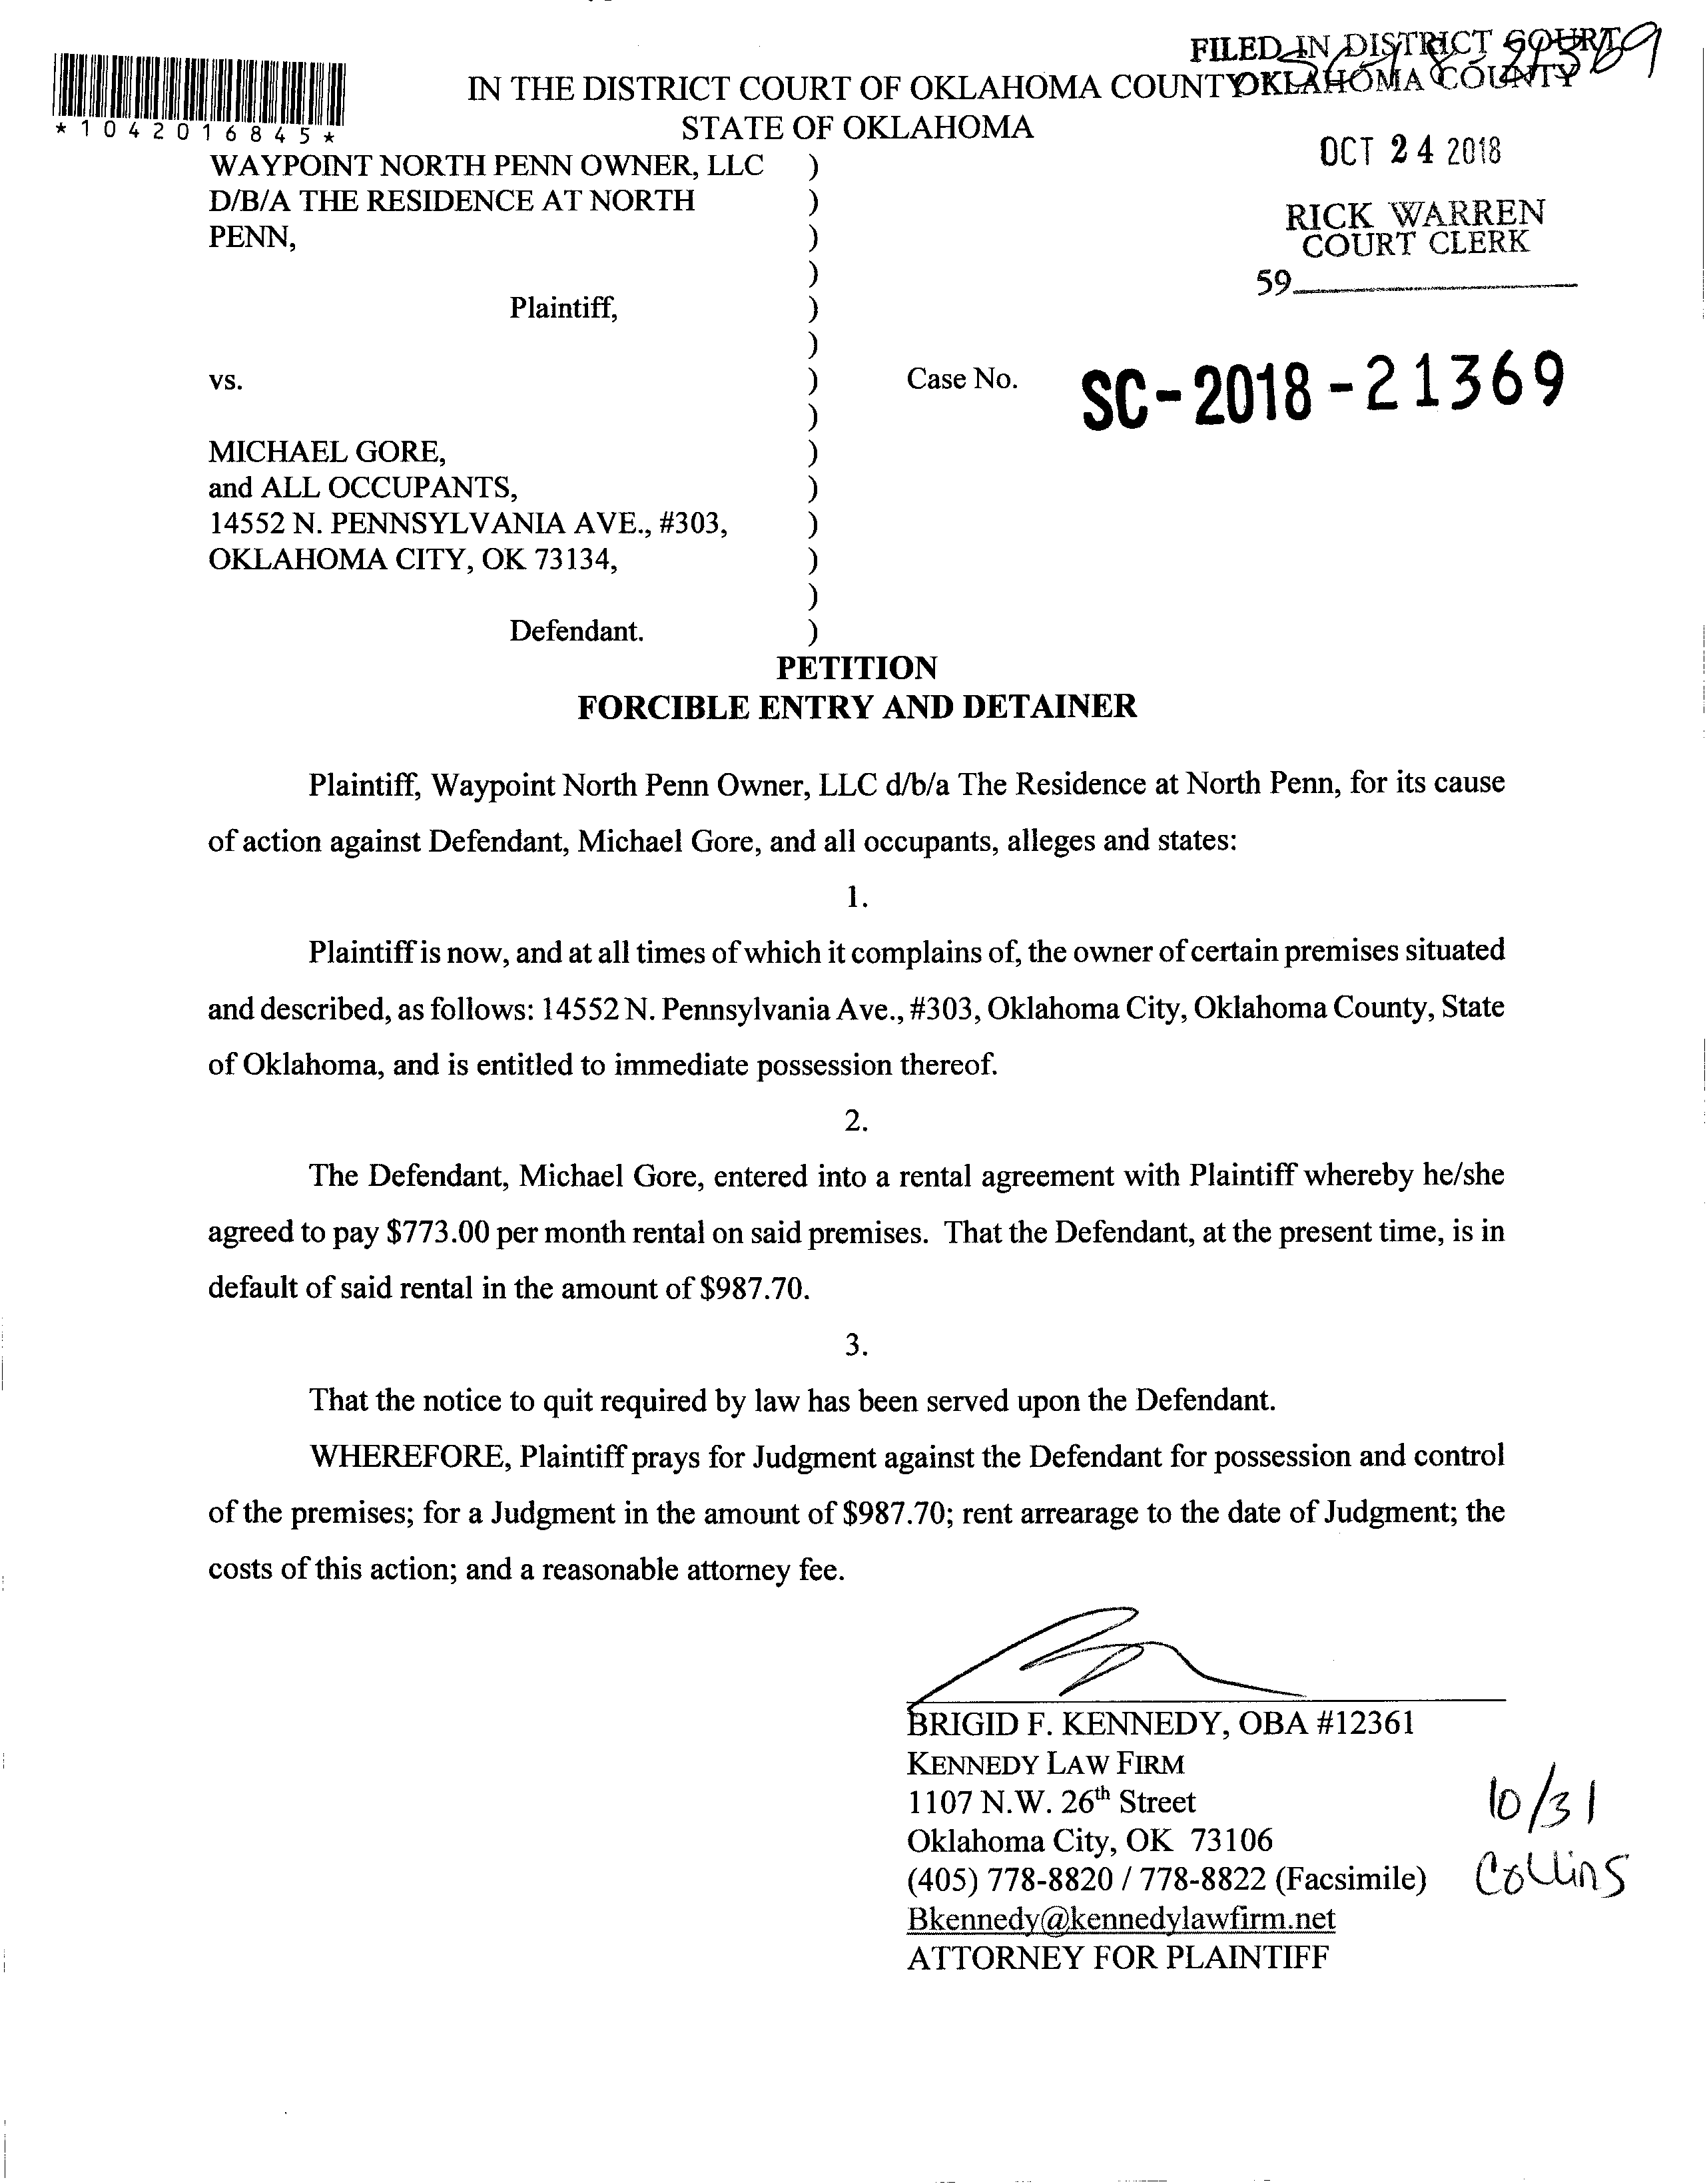 FILED IN DISTRICT COURT
OKLAHOMA COUNTY
*1042016845*
IN THE DISTRICT COURT OF OKLAHOMA COUNTY
STATE OF OKLAHOMA
OCT 24 2018
RICK WARREN
COURT CLERK
59
WAYPOINT NORTH PENN OWNER, LLC )
D/B/A THE RESIDENCE AT NORTH )
PENN, )
)
Plaintiff, )
)
vs. ) Case No. SC-2018-21369
)
MICHAEL GORE, )
and ALL OCCUPANTS, )
14552 N. PENNSYLVANIA AVE., #303, )
OKLAHOMA CITY, OK 73134, )
)
Defendant. )
PETITION
FORCIBLE ENTRY AND DETAINER
Plaintiff, Waypoint North Penn Owner, LLC d/b/a The Residence at North Penn, for its cause
of action against Defendant, Michael Gore, and all occupants, alleges and states:
1.
Plaintiff is now, and at all times of which it complains of, the owner of certain premises situated
and described, as follows: 14552 N. Pennsylvania Ave., #303, Oklahoma City, Oklahoma County, State
of Oklahoma, and is entitled to immediate possession thereof.
2.
The Defendant, Michael Gore, entered into a rental agreement with Plaintiff whereby he/she
agreed to pay $773.00 per month rental on said premises. That the Defendant, at the present time, is in
default of said rental in the amount of $987.70.
3.
That the notice to quit required by law has been served upon the Defendant.
WHEREFORE, Plaintiff prays for Judgment against the Defendant for possession and control
of the premises; for a Judgment in the amount of $987.70; rent arrearage to the date of Judgment; the
costs of this action; and a reasonable attorney fee.
BRIGID F. KENNEDY, OBA #12361
KENNEDY LAW FIRM
1107 N.W. 26th Street
Oklahoma City, OK 73106
(405) 778-8820 / 778-8822 (Facsimile)
Bkennedy@kennedylawfirm.net
ATTORNEY FOR PLAINTIFF
10/31
Collins